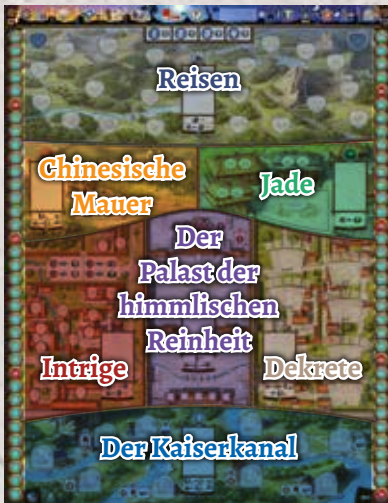 Reisen
Chinesische
Mauer
Jade
Der
Palast der
himmlischen
Reinheit
Intrige
Dekrete
Der Kaiserkanal